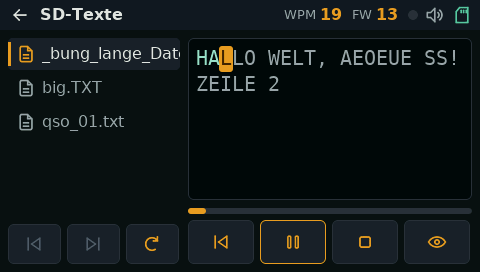 SD-Texte
WPM 19 FW 13
_bung_lange_Date
big.TXT
qso_01.txt
HALLO WELT, AEOEUE SS!
ZEILE 2